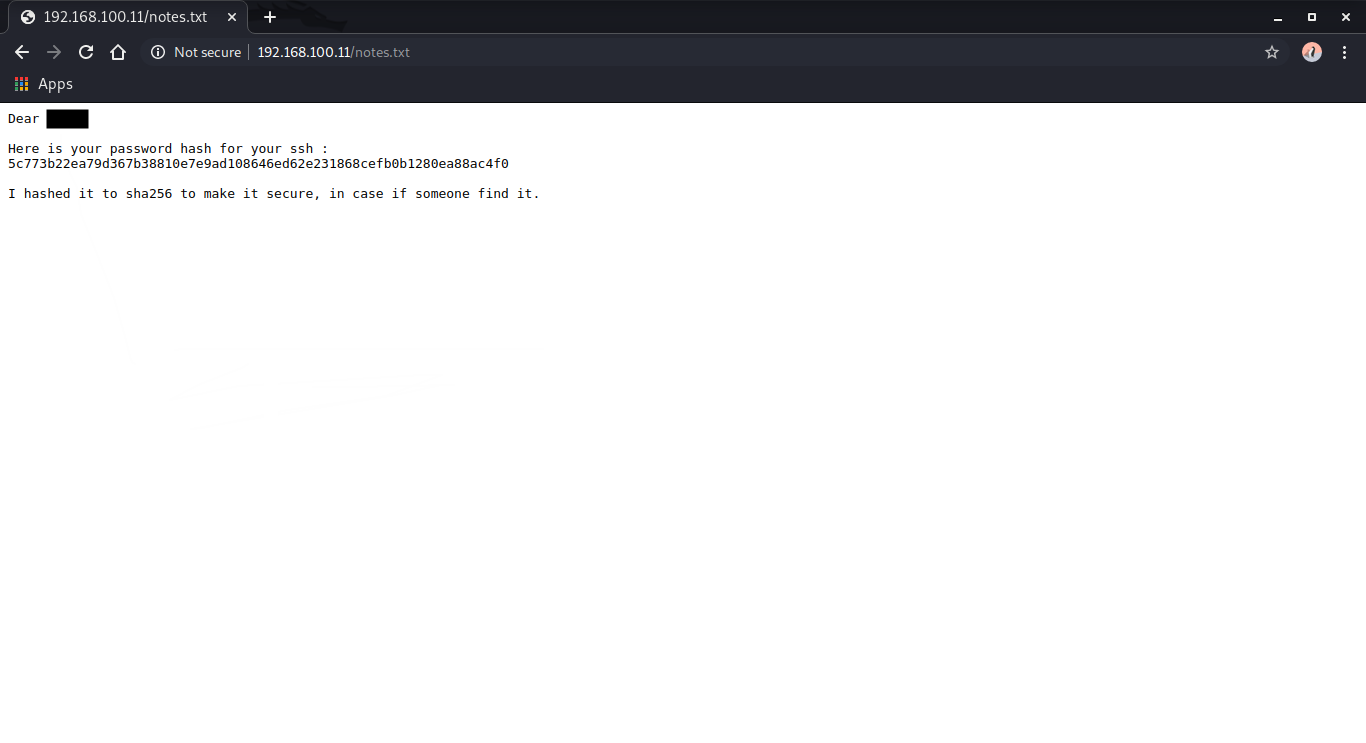 192.168.100.11/notes.txt
Not secure
192.168.100.11/notes.txt
Apps
Dear
Here is your password hash for your ssh :
5c773b22ea79d367b38810e7e9ad108646ed62e231868cefb0b1280ea88ac4f0
I hashed it to sha256 to make it secure, in case if someone find it.